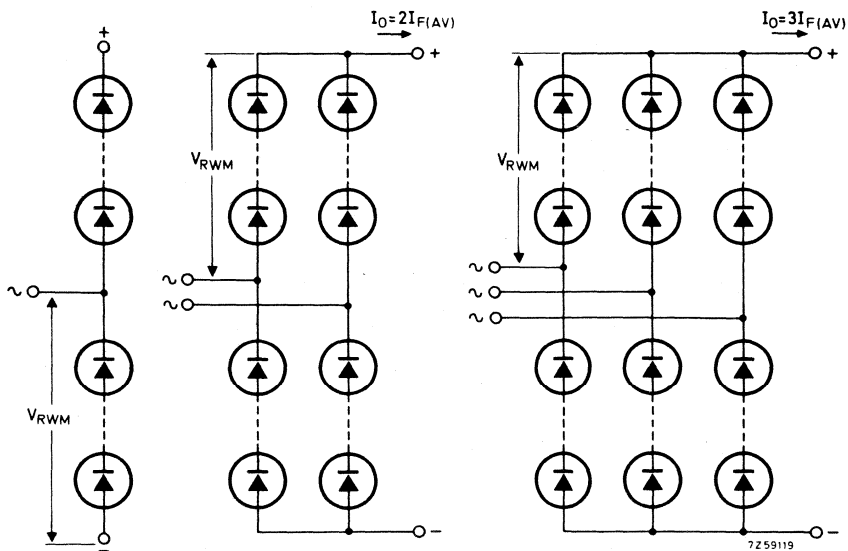 I₀=2I_F(AV)
I₀=3I_F(AV)
+
+
+
V_RWM
V_RWM
V_RWM
~
~
~
~
~
~
−
−
−
7Z59119